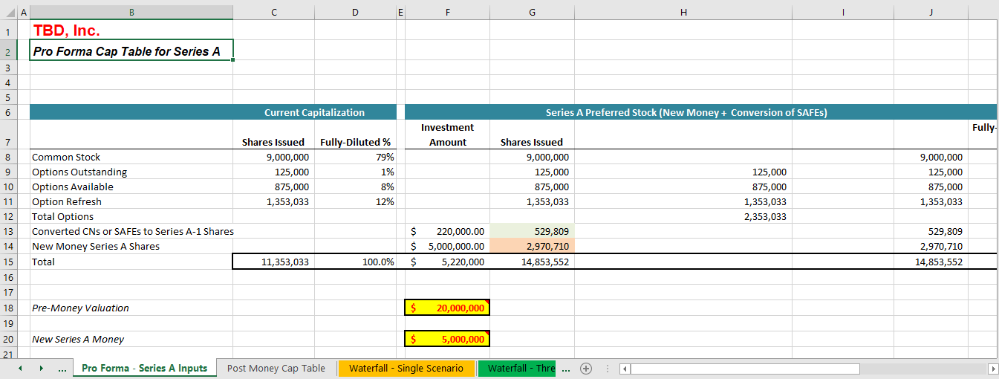 A B C D E F G H I J
1 TBD, Inc.
2 Pro Forma Cap Table for Series A
3
4
5
6 Current Capitalization Series A Preferred Stock (New Money + Conversion of SAFEs)
Investment Fully-
7 Shares Issued Fully-Diluted % Amount Shares Issued
8 Common Stock 9,000,000 79% 9,000,000 9,000,000
9 Options Outstanding 125,000 1% 125,000 125,000 125,000
10 Options Available 875,000 8% 875,000 875,000 875,000
11 Option Refresh 1,353,033 12% 1,353,033 1,353,033 1,353,033
12 Total Options 2,353,033
13 Converted CNs or SAFEs to Series A-1 Shares $ 220,000.00 529,809 529,809
14 New Money Series A Shares $ 5,000,000.00 2,970,710 2,970,710
15 Total 11,353,033 100.0% $ 5,220,000 14,853,552 14,853,552
16
17
18 Pre-Money Valuation $ 20,000,000
19
20 New Series A Money $ 5,000,000
21
... Pro Forma - Series A Inputs Post Money Cap Table Waterfall - Single Scenario Waterfall - Thre ...